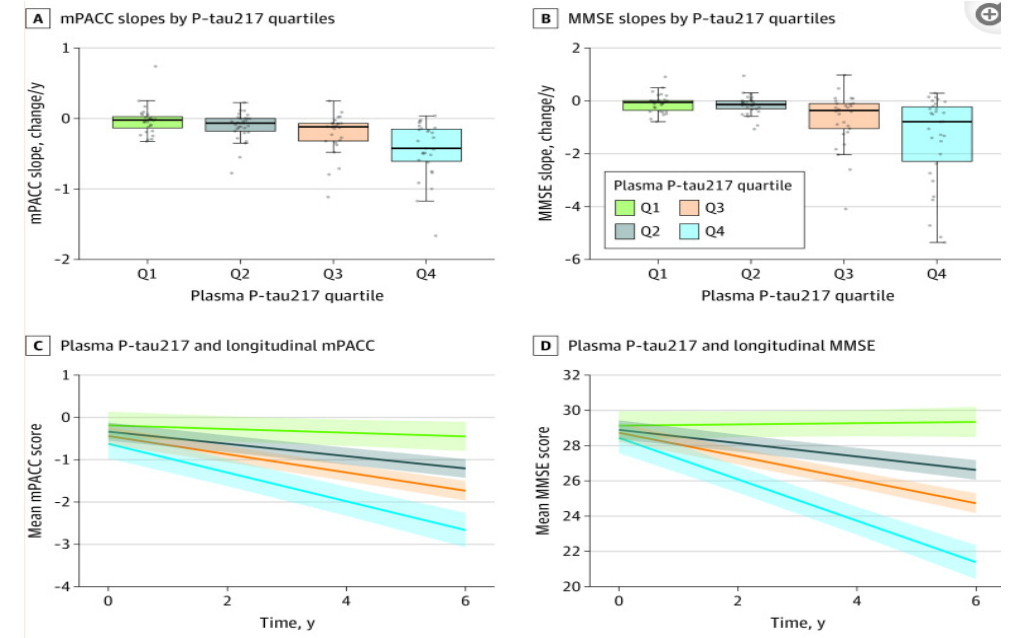 A mPACC slopes by P-tau217 quartiles
mPACC slope, change/y
1
0
-1
-2
Q1 Q2 Q3 Q4
Plasma P-tau217 quartile
B MMSE slopes by P-tau217 quartiles
MMSE slope, change/y
2
0
-2
-4
-6
Plasma P-tau217 quartile
Q1 Q3
Q2 Q4
Q1 Q2 Q3 Q4
Plasma P-tau217 quartile
C Plasma P-tau217 and longitudinal mPACC
Mean mPACC score
1
0
-1
-2
-3
-4
0 2 4 6
Time, y
D Plasma P-tau217 and longitudinal MMSE
Mean MMSE score
32
30
28
26
24
22
20
0 2 4 6
Time, y